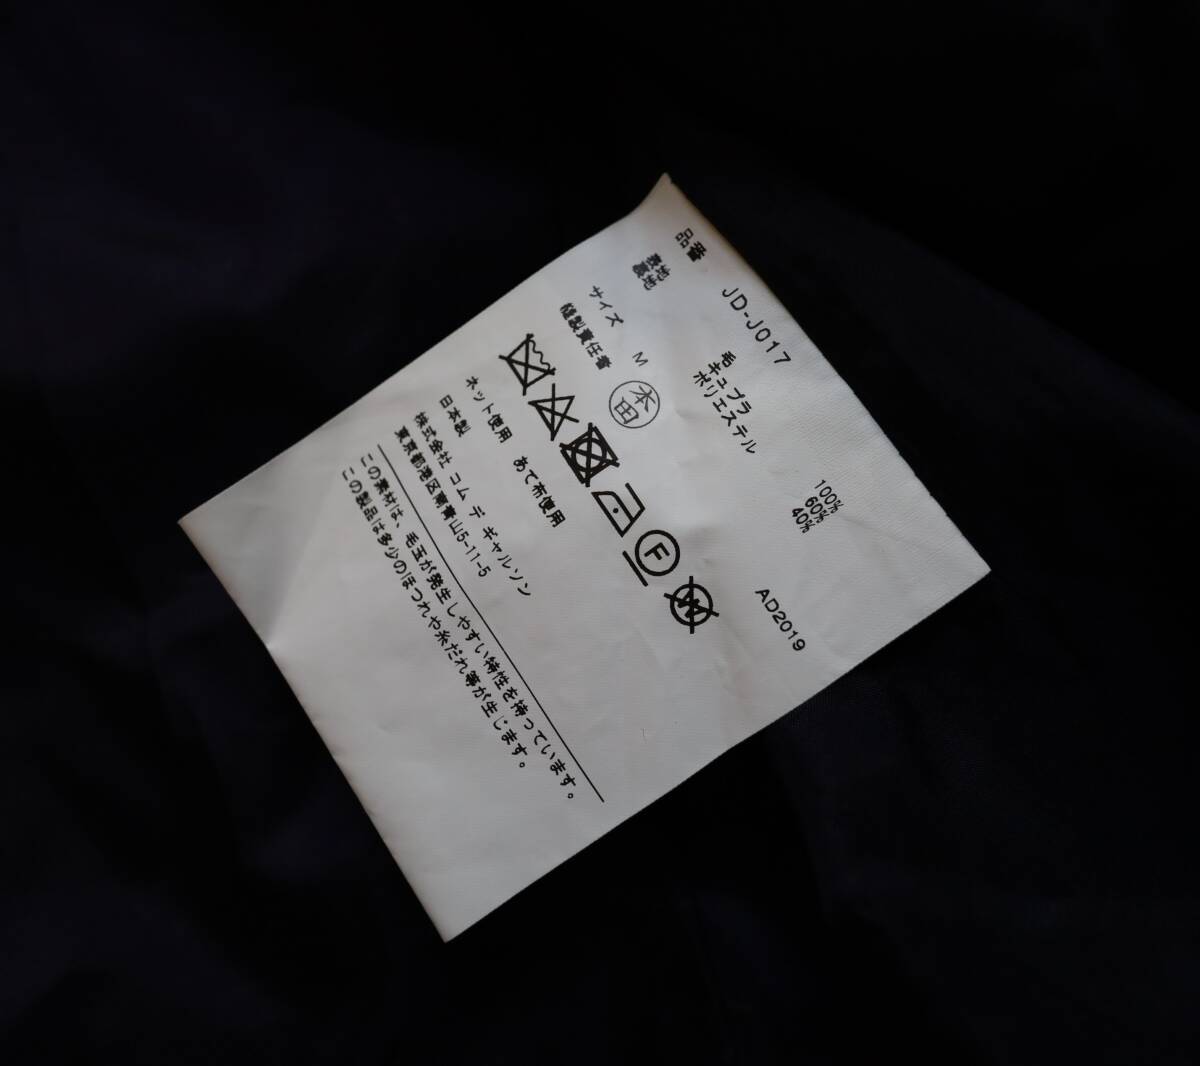 品番 JD-J017 AD2019
表地 毛 100%
裏地 キュプラ 60%
ポリエステル 40%
サイズ M
縫製責任者 本田
F W
ネット使用 あて布使用
日本製
株式会社 コム デ ギャルソン
東京都港区南青山5-11-5
この素材は、毛玉が発生しやすい特性を持っています。
この製品は多少のほつれや糸だれ等が生じます。